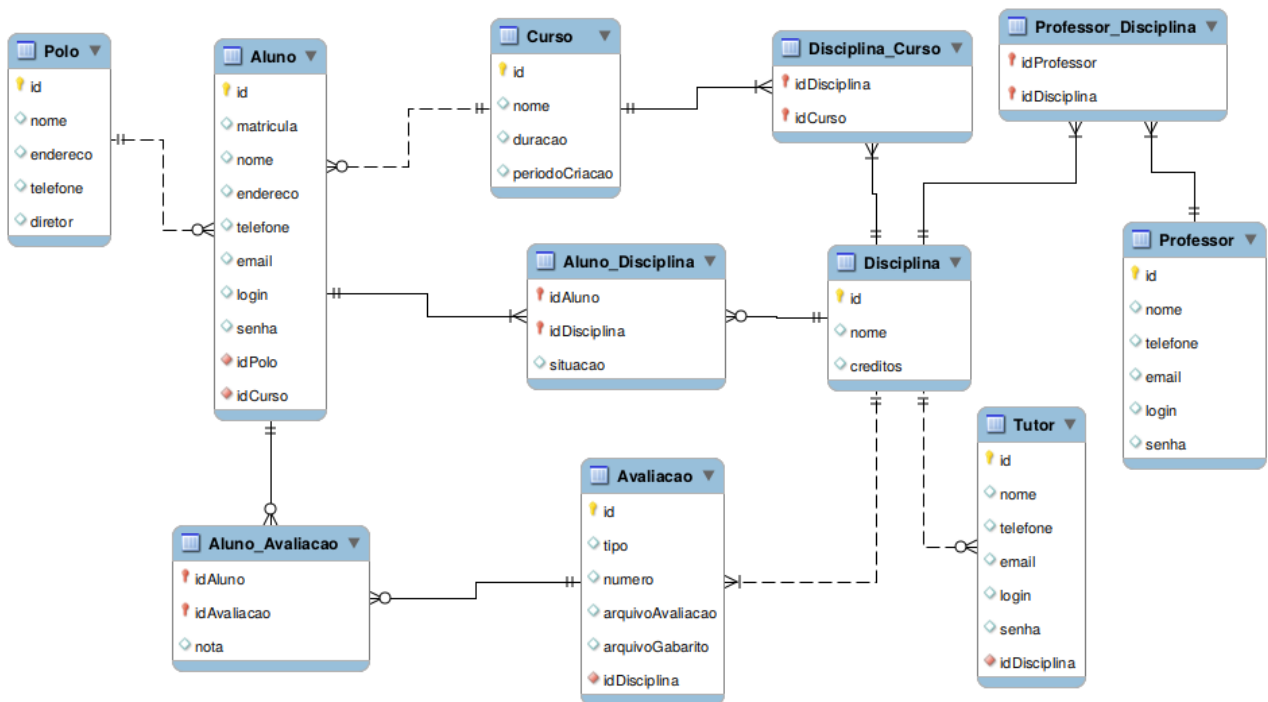 Polo
id
nome
endereco
telefone
diretor
Aluno
id
matricula
nome
endereco
telefone
email
login
senha
idPolo
idCurso
Curso
id
nome
duracao
periodoCriacao
Disciplina_Curso
idDisciplina
idCurso
Professor_Disciplina
idProfessor
idDisciplina
Aluno_Disciplina
idAluno
idDisciplina
situacao
Disciplina
id
nome
creditos
Professor
id
nome
telefone
email
login
senha
Aluno_Avaliacao
idAluno
idAvaliacao
nota
Avaliacao
id
tipo
numero
arquivoAvaliacao
arquivoGabarito
idDisciplina
Tutor
id
nome
telefone
email
login
senha
idDisciplina